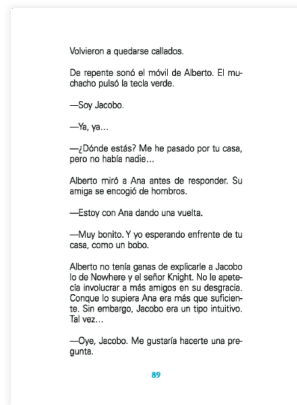 Volvieron a quedarse callados.
De repente sonó el móvil de Alberto. El mu-
chacho pulsó la tecla verde.
—Soy Jacobo.
—Ya, ya...
—¿Dónde estás? Me he pasado por tu casa,
pero no había nadie...
Alberto miró a Ana antes de responder. Su
amiga se encogió de hombros.
—Estoy con Ana dando una vuelta.
—Muy bonito. Y yo esperando enfrente de tu
casa, como un bobo.
Alberto no tenía ganas de explicarle a Jacobo
lo de Nowhere y el señor Knight. No le apete-
cía involucrar a más amigos en su desgracia.
Conque lo supiera Ana era más que suficien-
te. Sin embargo, Jacobo era un tipo intuitivo.
Tal vez...
—Oye, Jacobo. Me gustaría hacerte una pre-
gunta.
89